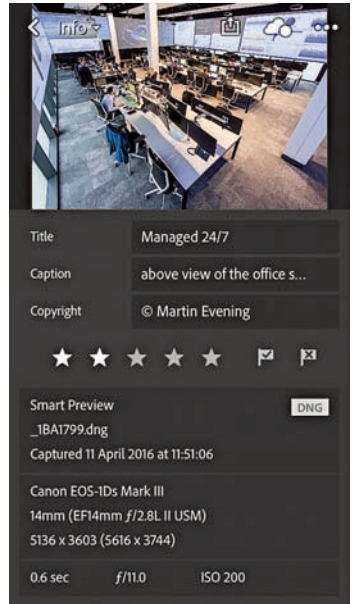 Info
Title Managed 24/7
Caption above view of the office s...
Copyright © Martin Evening
Smart Preview DNG
_1BA1799.dng
Captured 11 April 2016 at 11:51:06
Canon EOS-1Ds Mark III
14mm (EF14mm ƒ/2.8L II USM)
5136 x 3603 (5616 x 3744)
0.6 sec ƒ/11.0 ISO 200